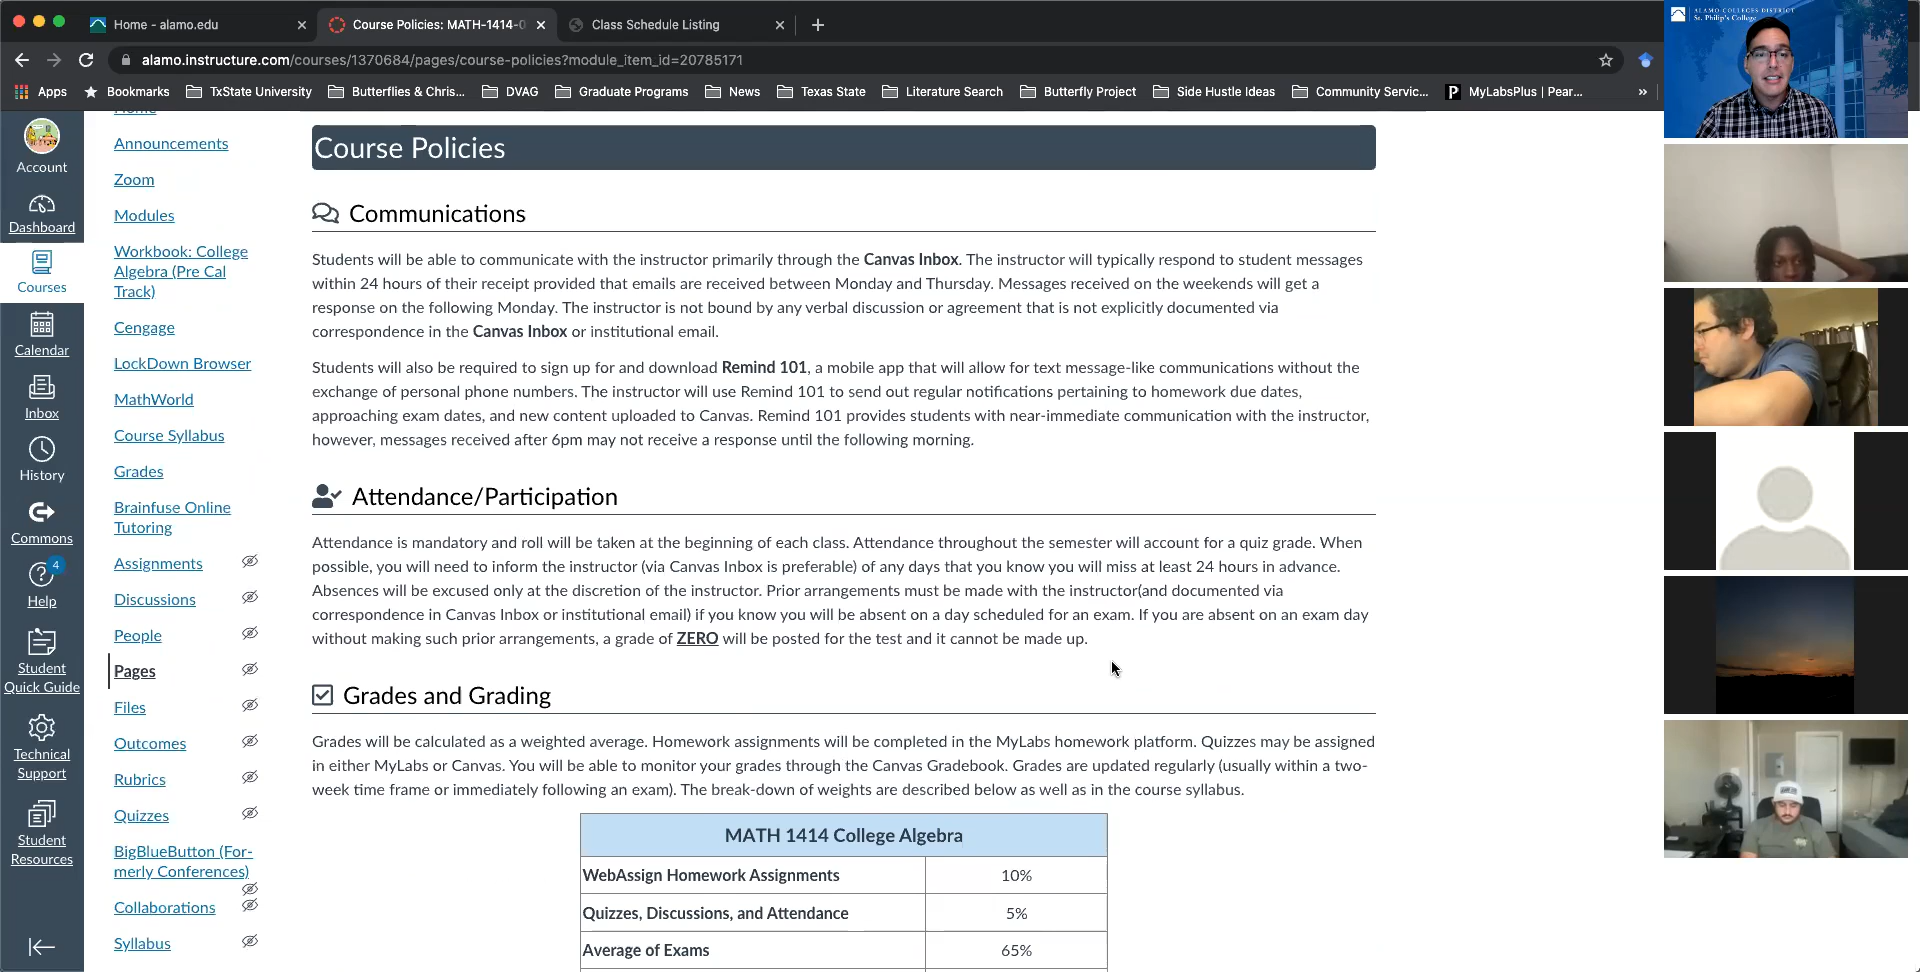 Home - alamo.edu
Course Policies: MATH-1414-0
Class Schedule Listing
alamo.instructure.com/courses/1370684/pages/course-policies?module_item_id=20785171
Apps
Bookmarks
TxState University
Butterflies & Chris...
DVAG
Graduate Programs
News
Texas State
Literature Search
Butterfly Project
Side Hustle Ideas
Community Servic...
MyLabsPlus | Pear...
»
ALAMO COLLEGES DISTRICT
St. Philip's College
Account
Dashboard
Courses
Calendar
Inbox
History
Commons
4
Help
Student
Quick Guide
Technical
Support
Student
Resources
Home
Announcements
Zoom
Modules
Workbook: College
Algebra (Pre Cal
Track)
Cengage
LockDown Browser
MathWorld
Course Syllabus
Grades
Brainfuse Online
Tutoring
Assignments
Discussions
People
Pages
Files
Outcomes
Rubrics
Quizzes
BigBlueButton (For-
merly Conferences)
Collaborations
Syllabus
Course Policies
Communications
Students will be able to communicate with the instructor primarily through the Canvas Inbox. The instructor will typically respond to student messages
within 24 hours of their receipt provided that emails are received between Monday and Thursday. Messages received on the weekends will get a
response on the following Monday. The instructor is not bound by any verbal discussion or agreement that is not explicitly documented via
correspondence in the Canvas Inbox or institutional email.
Students will also be required to sign up for and download Remind 101, a mobile app that will allow for text message-like communications without the
exchange of personal phone numbers. The instructor will use Remind 101 to send out regular notifications pertaining to homework due dates,
approaching exam dates, and new content uploaded to Canvas. Remind 101 provides students with near-immediate communication with the instructor,
however, messages received after 6pm may not receive a response until the following morning.
Attendance/Participation
Attendance is mandatory and roll will be taken at the beginning of each class. Attendance throughout the semester will account for a quiz grade. When
possible, you will need to inform the instructor (via Canvas Inbox is preferable) of any days that you know you will miss at least 24 hours in advance.
Absences will be excused only at the discretion of the instructor. Prior arrangements must be made with the instructor(and documented via
correspondence in Canvas Inbox or institutional email) if you know you will be absent on a day scheduled for an exam. If you are absent on an exam day
without making such prior arrangements, a grade of ZERO will be posted for the test and it cannot be made up.
Grades and Grading
Grades will be calculated as a weighted average. Homework assignments will be completed in the MyLabs homework platform. Quizzes may be assigned
in either MyLabs or Canvas. You will be able to monitor your grades through the Canvas Gradebook. Grades are updated regularly (usually within a two-
week time frame or immediately following an exam). The break-down of weights are described below as well as in the course syllabus.
MATH 1414 College Algebra
WebAssign Homework Assignments 10%
Quizzes, Discussions, and Attendance 5%
Average of Exams 65%